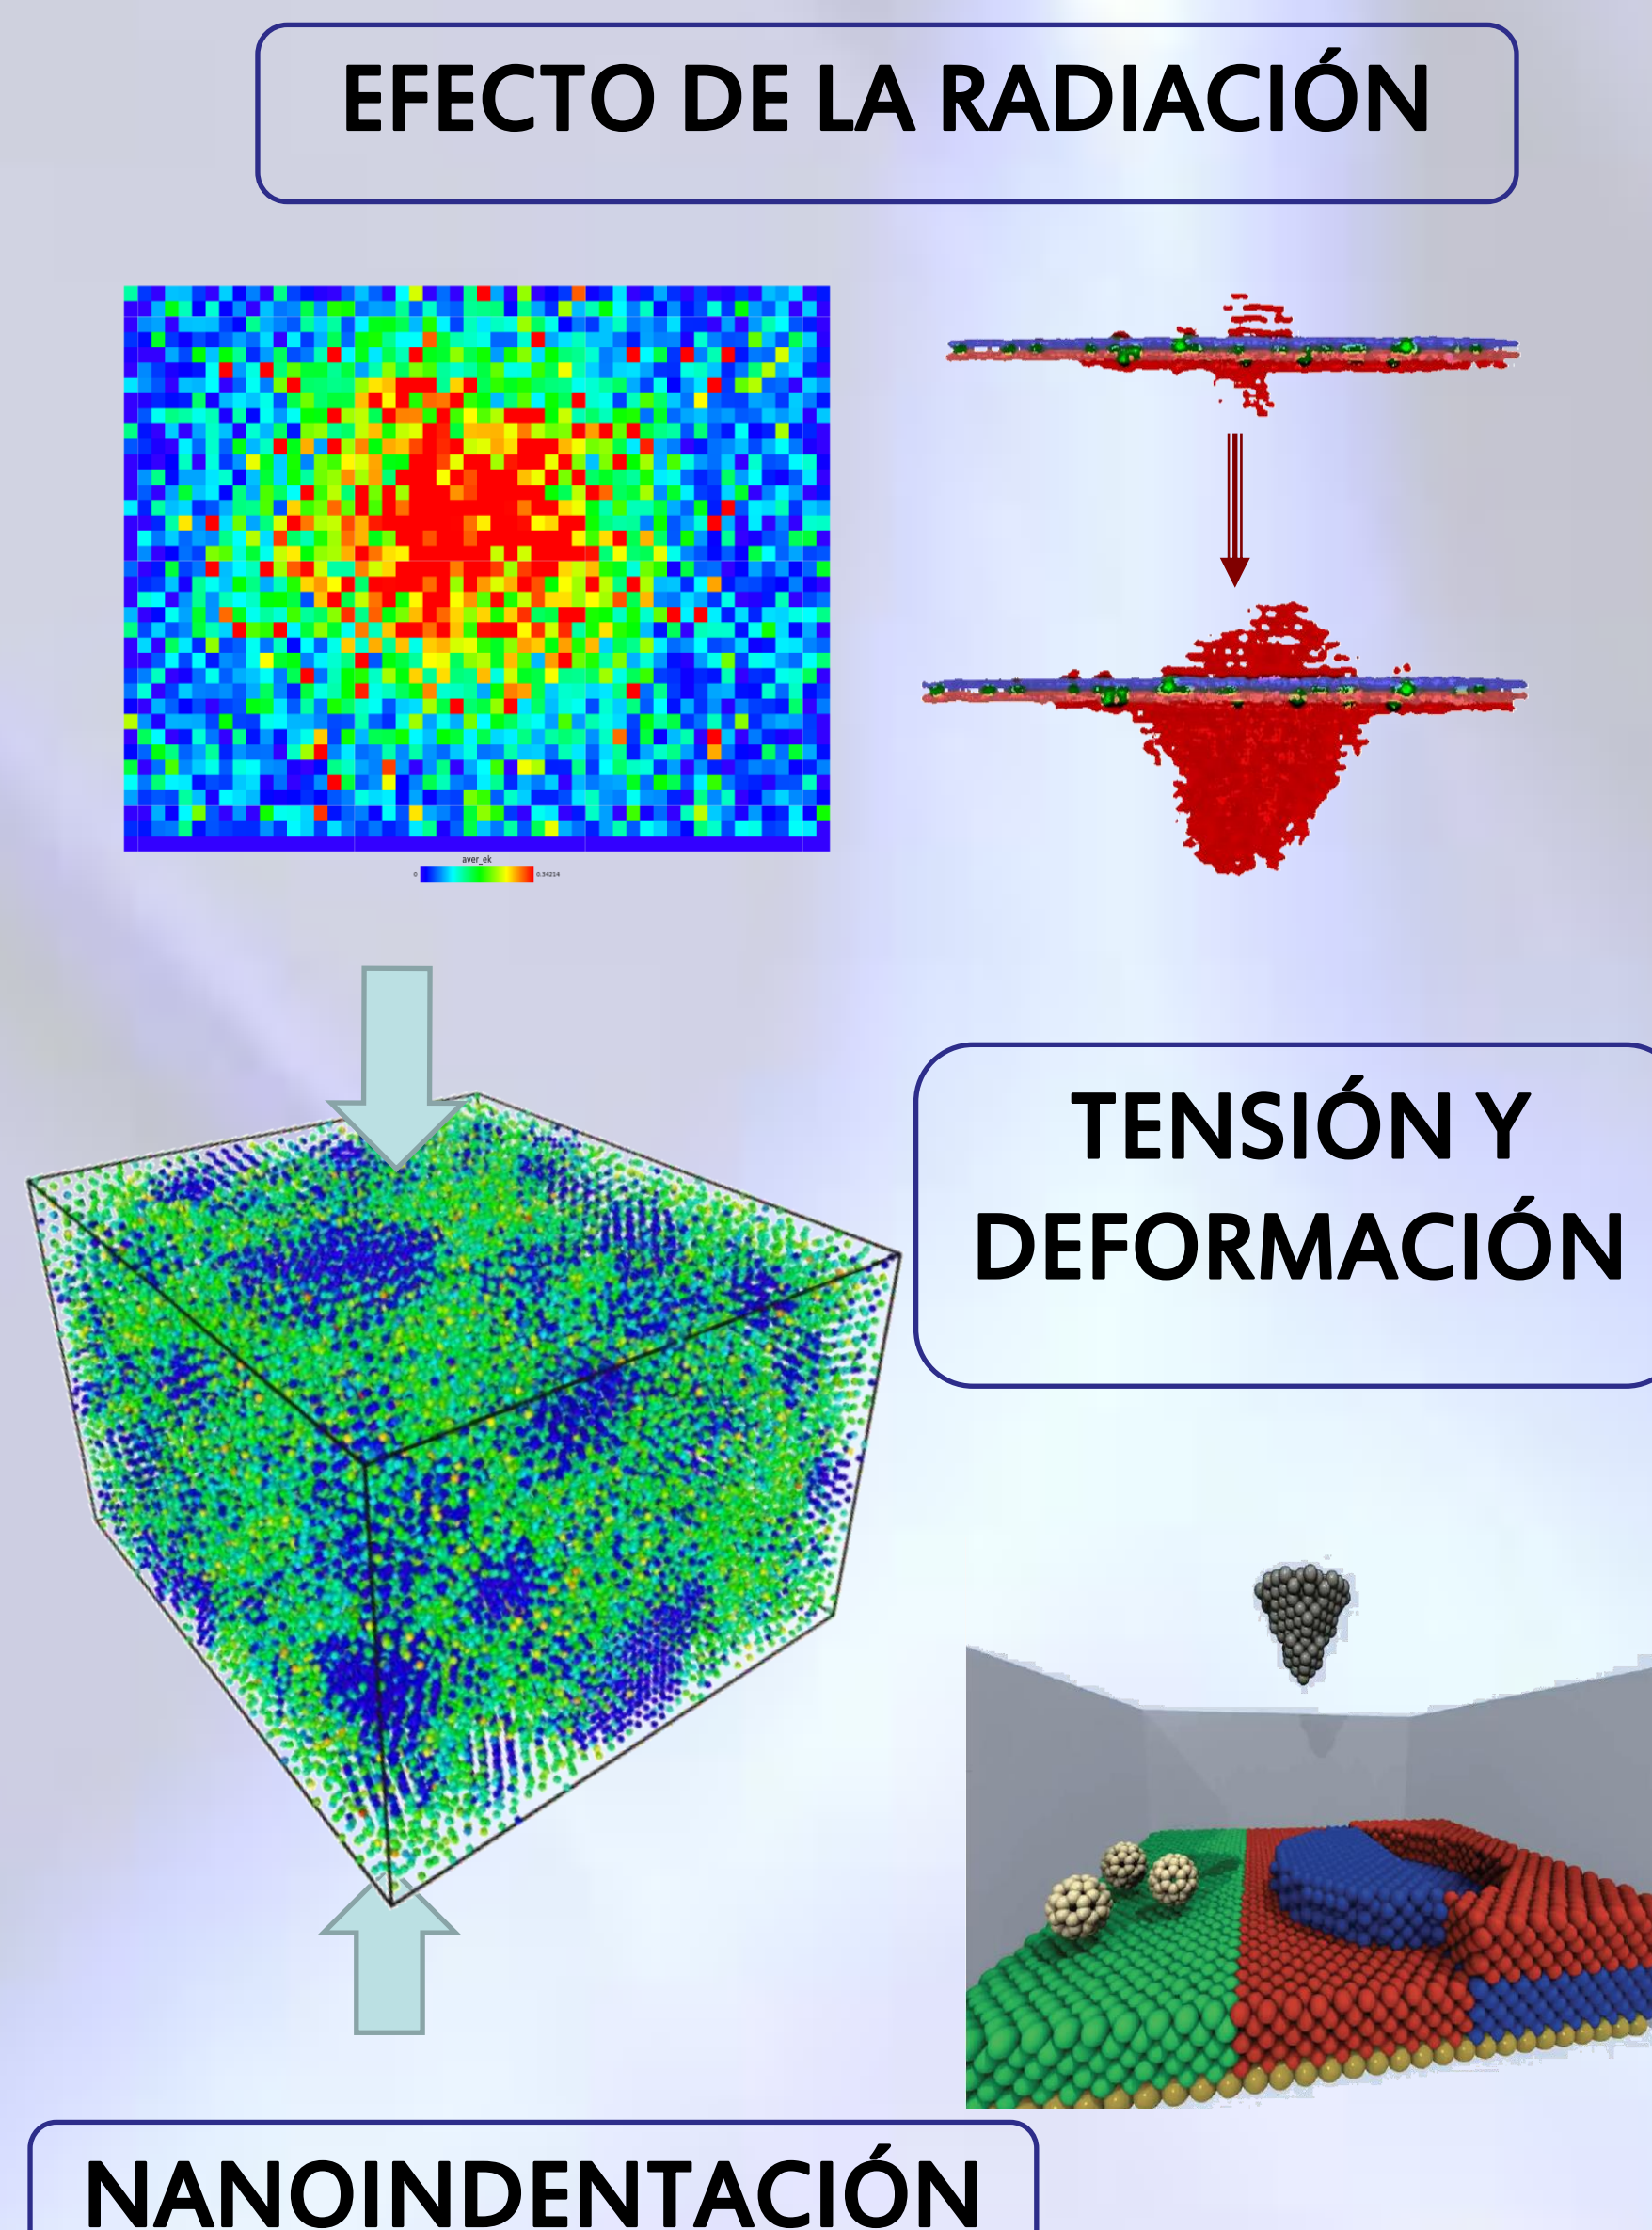 EFECTO DE LA RADIACIÓN
aver_ek
0 0.34214
TENSIÓN Y
DEFORMACIÓN
NANOINDENTACIÓN